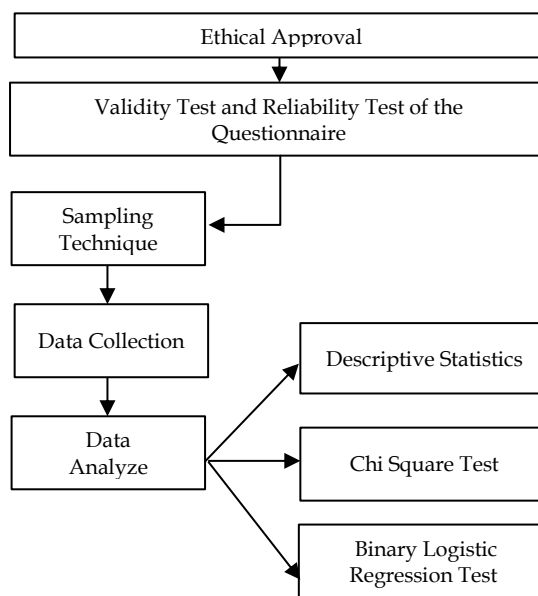 Ethical Approval
Validity Test and Reliability Test of the
Questionnaire
Sampling
Technique
Data Collection
Data
Analyze
Descriptive Statistics
Chi Square Test
Binary Logistic
Regression Test